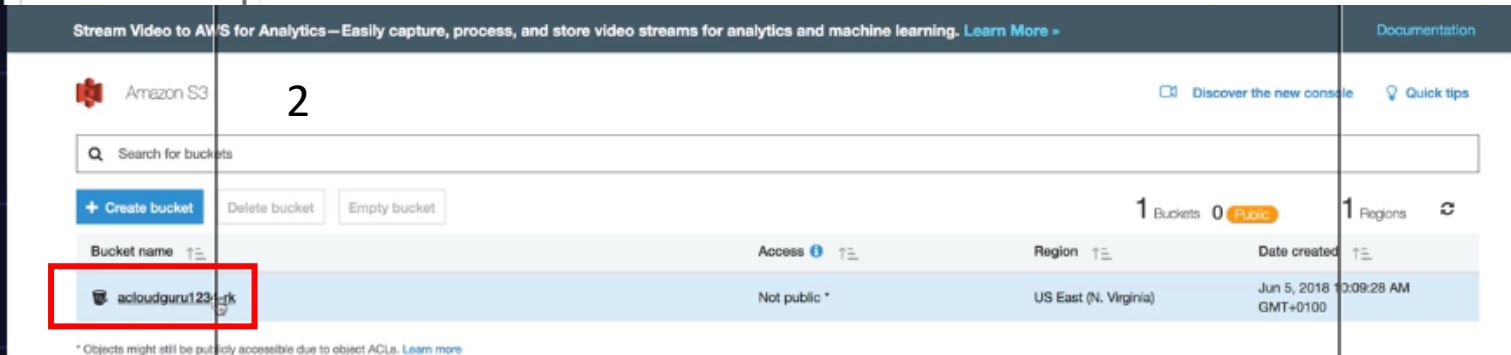 Stream Video to AWS for Analytics—Easily capture, process, and store video streams for analytics and machine learning. Learn More » Documentation
Amazon S3 2 Discover the new console Quick tips
Search for buckets
+ Create bucket Delete bucket Empty bucket 1 Buckets 0 Public 1 Regions
Bucket name Access Region Date created
acloudguru1234-rk Not public * US East (N. Virginia) Jun 5, 2018 10:09:28 AM
GMT+0100
* Objects might still be publicly accessible due to object ACLs. Learn more